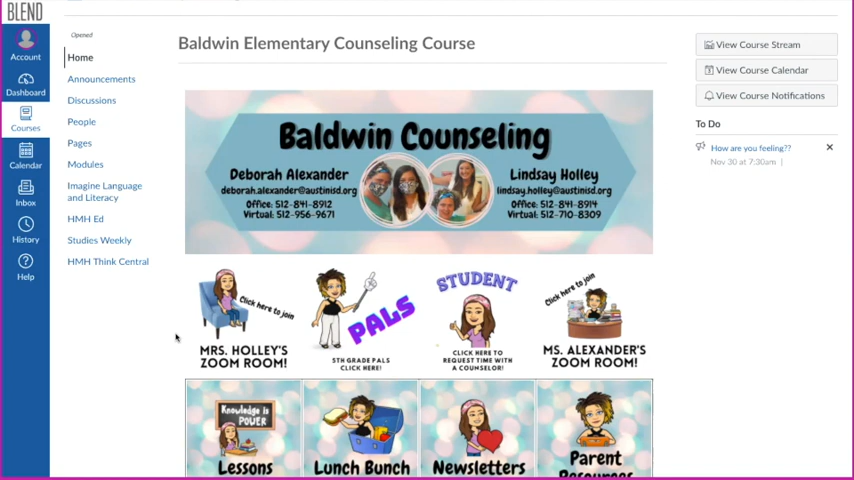 BLEND
Account
Dashboard
Courses
Calendar
Inbox
History
Help
Opened
Home
Announcements
Discussions
People
Pages
Modules
Imagine Language
and Literacy
HMH Ed
Studies Weekly
HMH Think Central
Baldwin Elementary Counseling Course
Baldwin Counseling
Deborah Alexander
deborah.alexander@austinisd.org
Office: 512-841-8912
Virtual: 512-956-9671
Lindsay Holley
lindsay.holley@austinisd.org
Office: 512-841-8914
Virtual: 512-710-8309
Click here to join
MRS. HOLLEY'S
ZOOM ROOM!
PALS
5TH GRADE PALS
CLICK HERE!
STUDENT
CLICK HERE TO
REQUEST TIME WITH
A COUNSELOR!
Click here to join
MS. ALEXANDER'S
ZOOM ROOM!
Knowledge is
POWER
Lessons
Lunch Bunch
Newsletters
Parent
Resources
View Course Stream
View Course Calendar
View Course Notifications
To Do
How are you feeling??
Nov 30 at 7:30am |